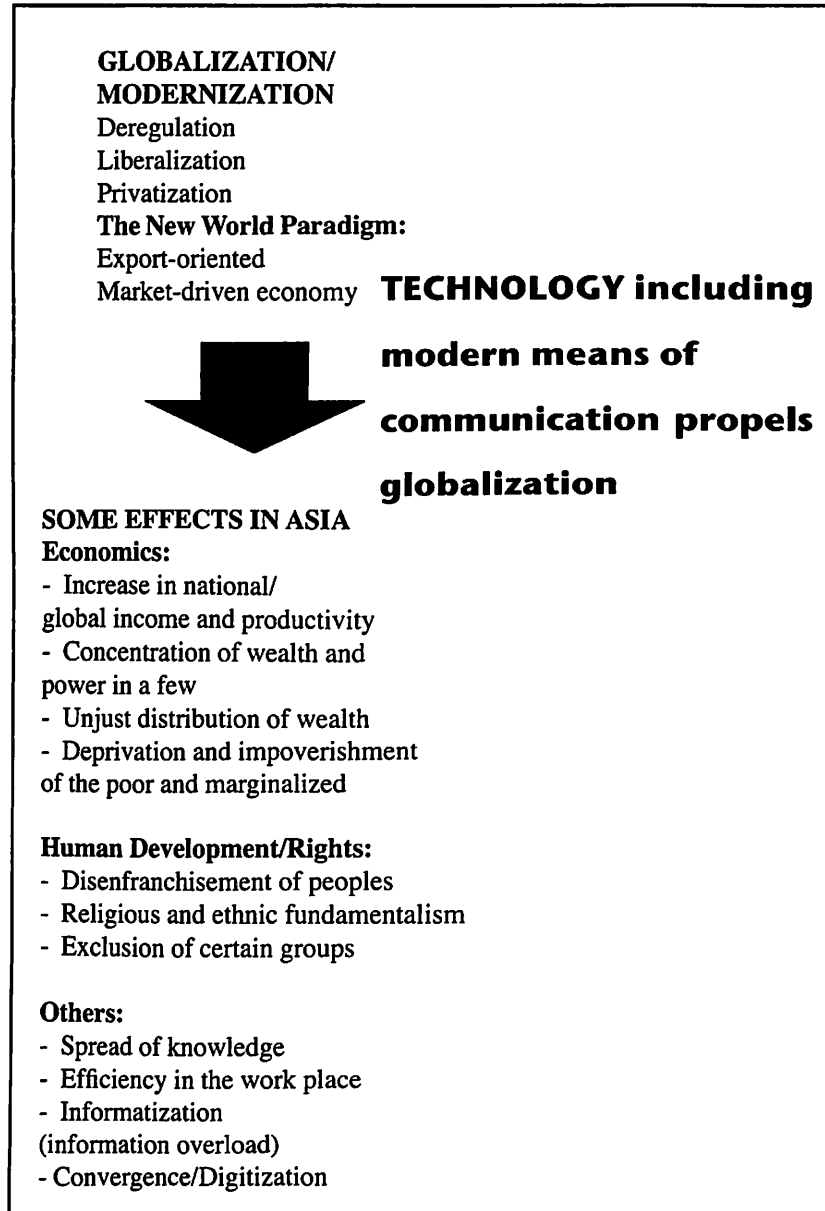 GLOBALIZATION/
MODERNIZATION
Deregulation
Liberalization
Privatization
The New World Paradigm:
Export-oriented
Market-driven economy
TECHNOLOGY including
modern means of
communication propels
globalization
SOME EFFECTS IN ASIA
Economics:
- Increase in national/
global income and productivity
- Concentration of wealth and
power in a few
- Unjust distribution of wealth
- Deprivation and impoverishment
of the poor and marginalized
Human Development/Rights:
- Disenfranchisement of peoples
- Religious and ethnic fundamentalism
- Exclusion of certain groups
Others:
- Spread of knowledge
- Efficiency in the work place
- Informatization
(information overload)
- Convergence/Digitization